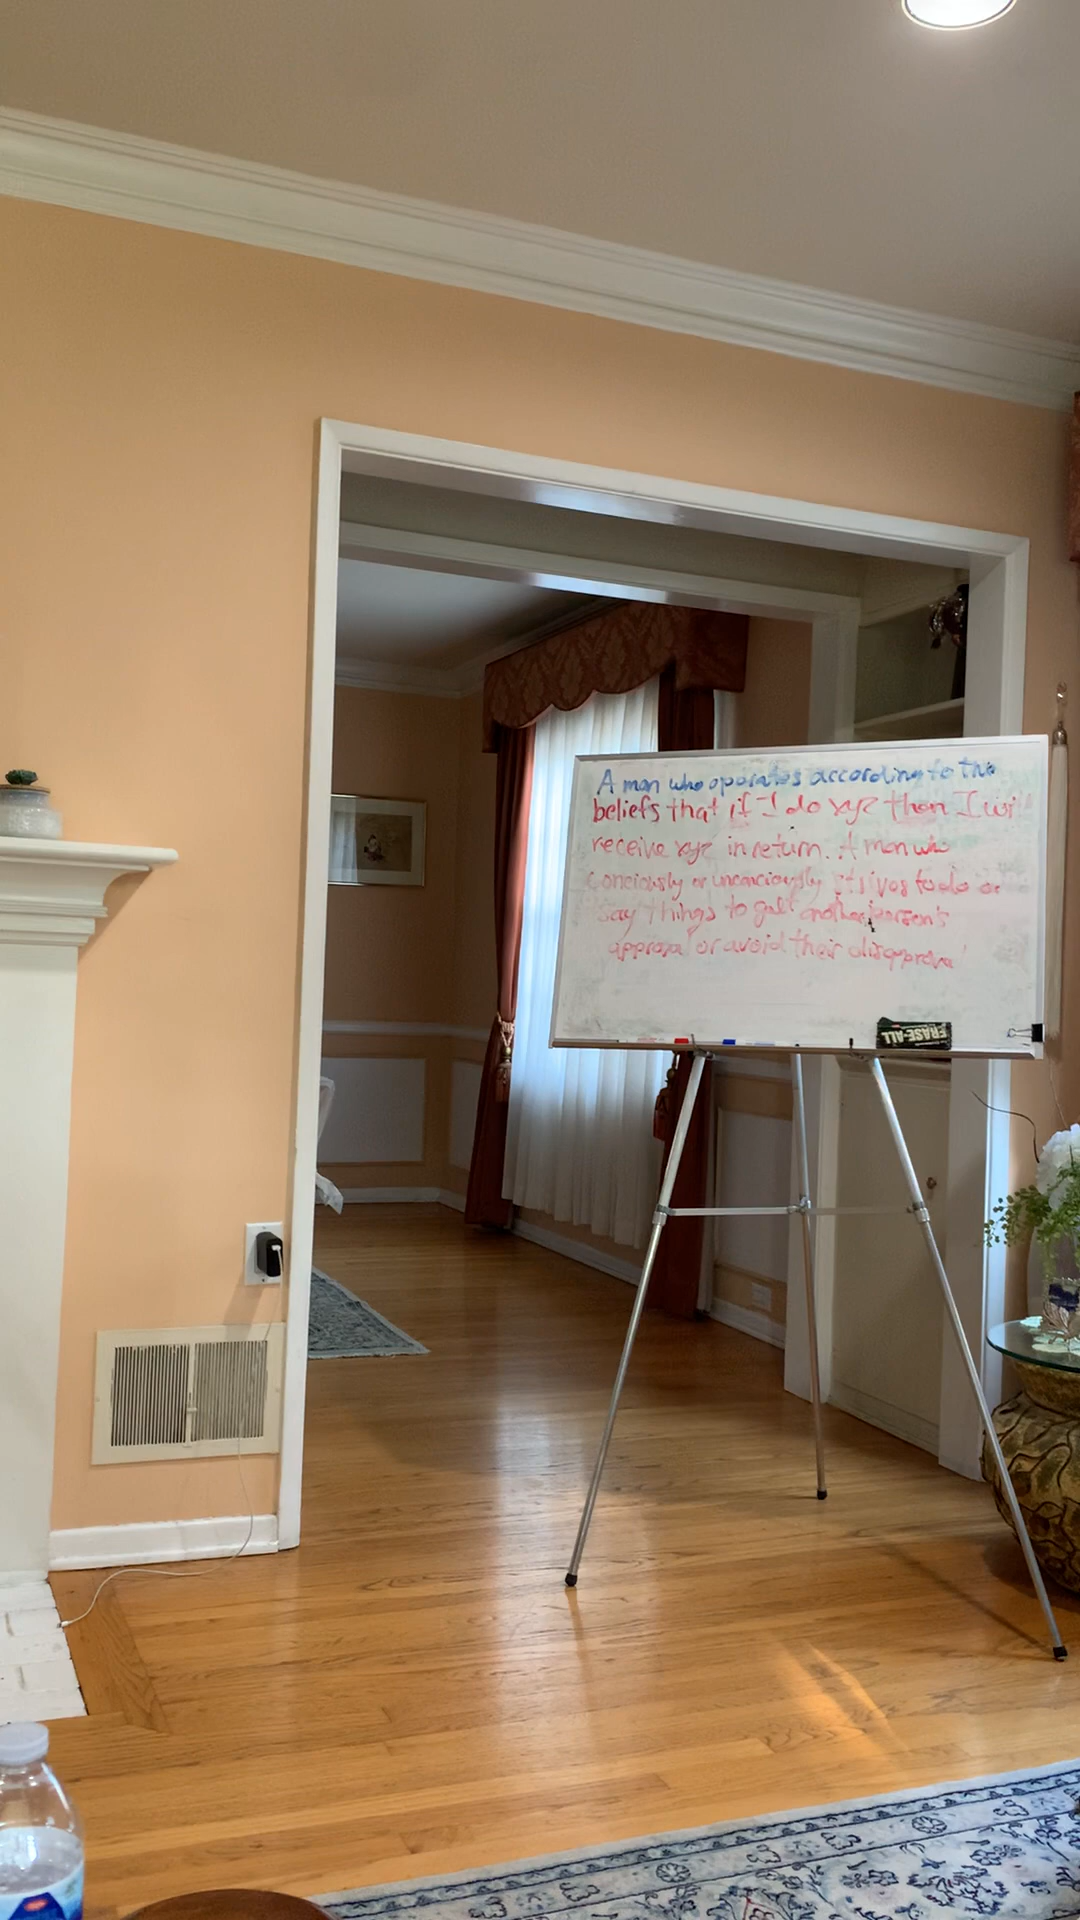 A man who operates according to the
beliefs that if I do xyz then I wi
receive xyz in return. A man who
conciously or unconciously strives to do or
say things to gult another person's
approval or avoid their disapproval
ERASE-ALL